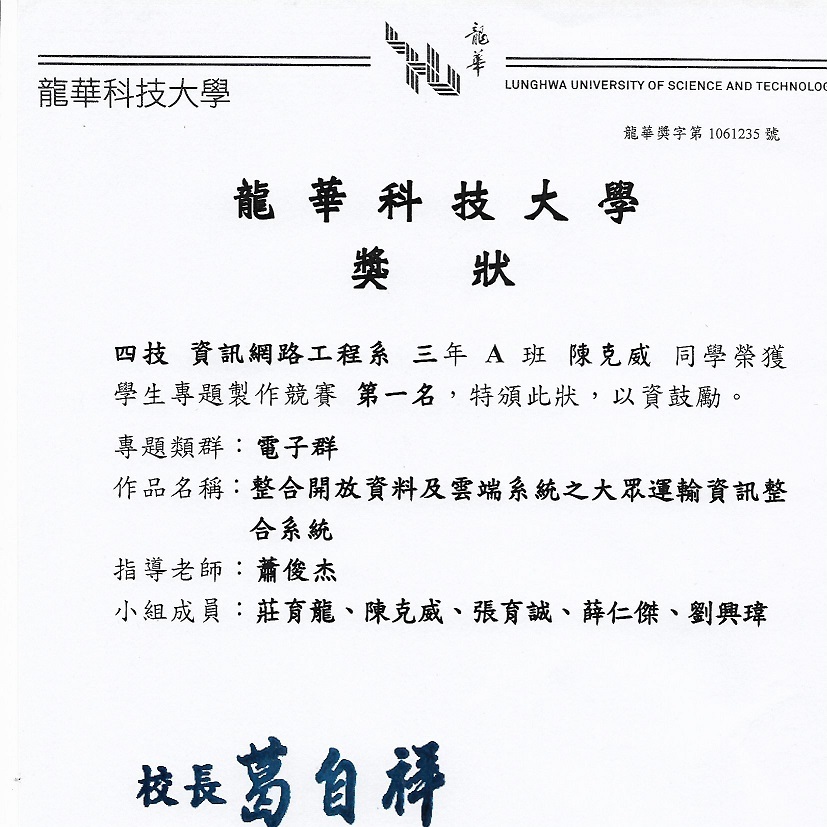 龍華
龍華科技大學
LUNGHWA UNIVERSITY OF SCIENCE AND TECHNOLOG
龍華獎字第 1061235 號
龍華科技大學
獎狀
四技 資訊網路工程系 三年 A 班 陳克威 同學榮獲
學生專題製作競賽 第一名，特頒此狀，以資鼓勵。
專題類群：電子群
作品名稱：整合開放資料及雲端系統之大眾運輸資訊整
合系統
指導老師：蕭俊杰
小組成員：莊育龍、陳克威、張育誠、薛仁傑、劉興瑋
校長 葛自祥